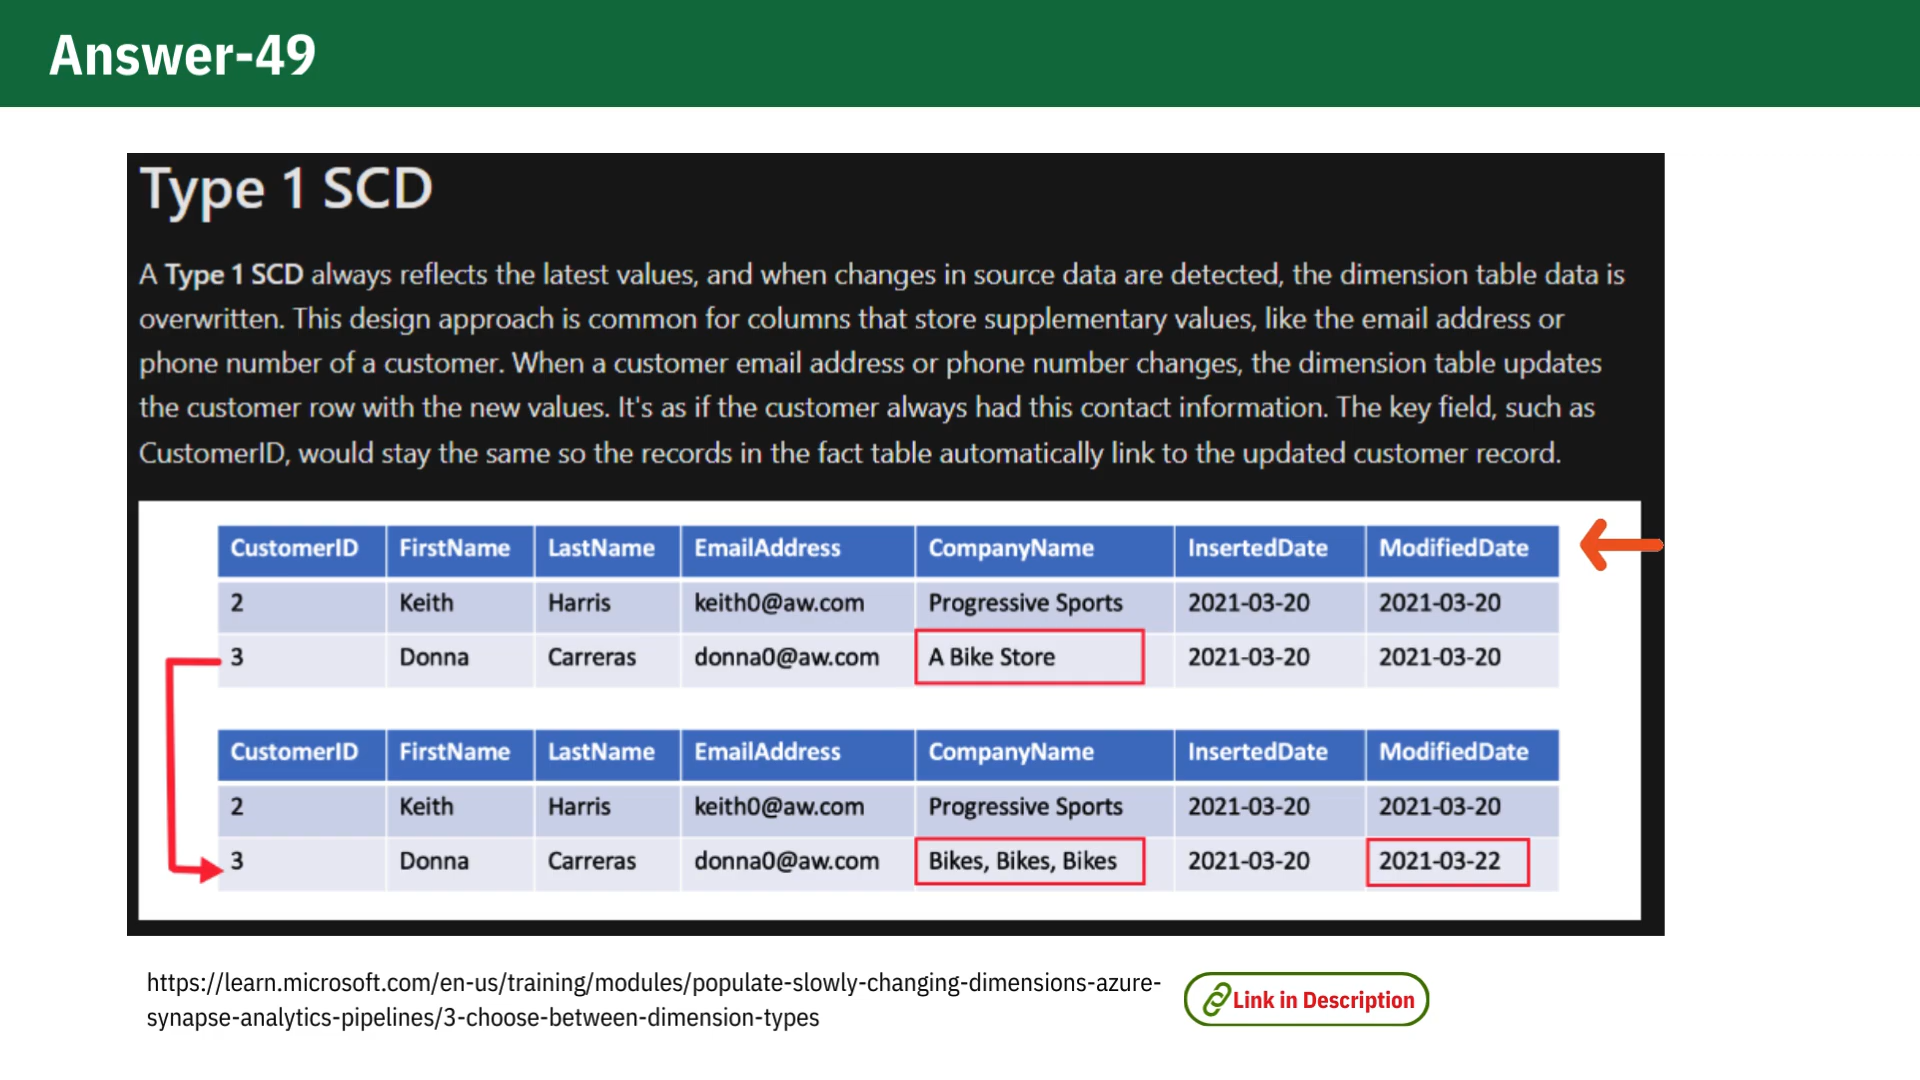 Answer-49
Type 1 SCD
A Type 1 SCD always reflects the latest values, and when changes in source data are detected, the dimension table data is
overwritten. This design approach is common for columns that store supplementary values, like the email address or
phone number of a customer. When a customer email address or phone number changes, the dimension table updates
the customer row with the new values. It's as if the customer always had this contact information. The key field, such as
CustomerID, would stay the same so the records in the fact table automatically link to the updated customer record.
CustomerID FirstName LastName EmailAddress CompanyName InsertedDate ModifiedDate
2 Keith Harris keith0@aw.com Progressive Sports 2021-03-20 2021-03-20
3 Donna Carreras donna0@aw.com A Bike Store 2021-03-20 2021-03-20
CustomerID FirstName LastName EmailAddress CompanyName InsertedDate ModifiedDate
2 Keith Harris keith0@aw.com Progressive Sports 2021-03-20 2021-03-20
3 Donna Carreras donna0@aw.com Bikes, Bikes, Bikes 2021-03-20 2021-03-22
https://learn.microsoft.com/en-us/training/modules/populate-slowly-changing-dimensions-azure-
synapse-analytics-pipelines/3-choose-between-dimension-types
Link in Description